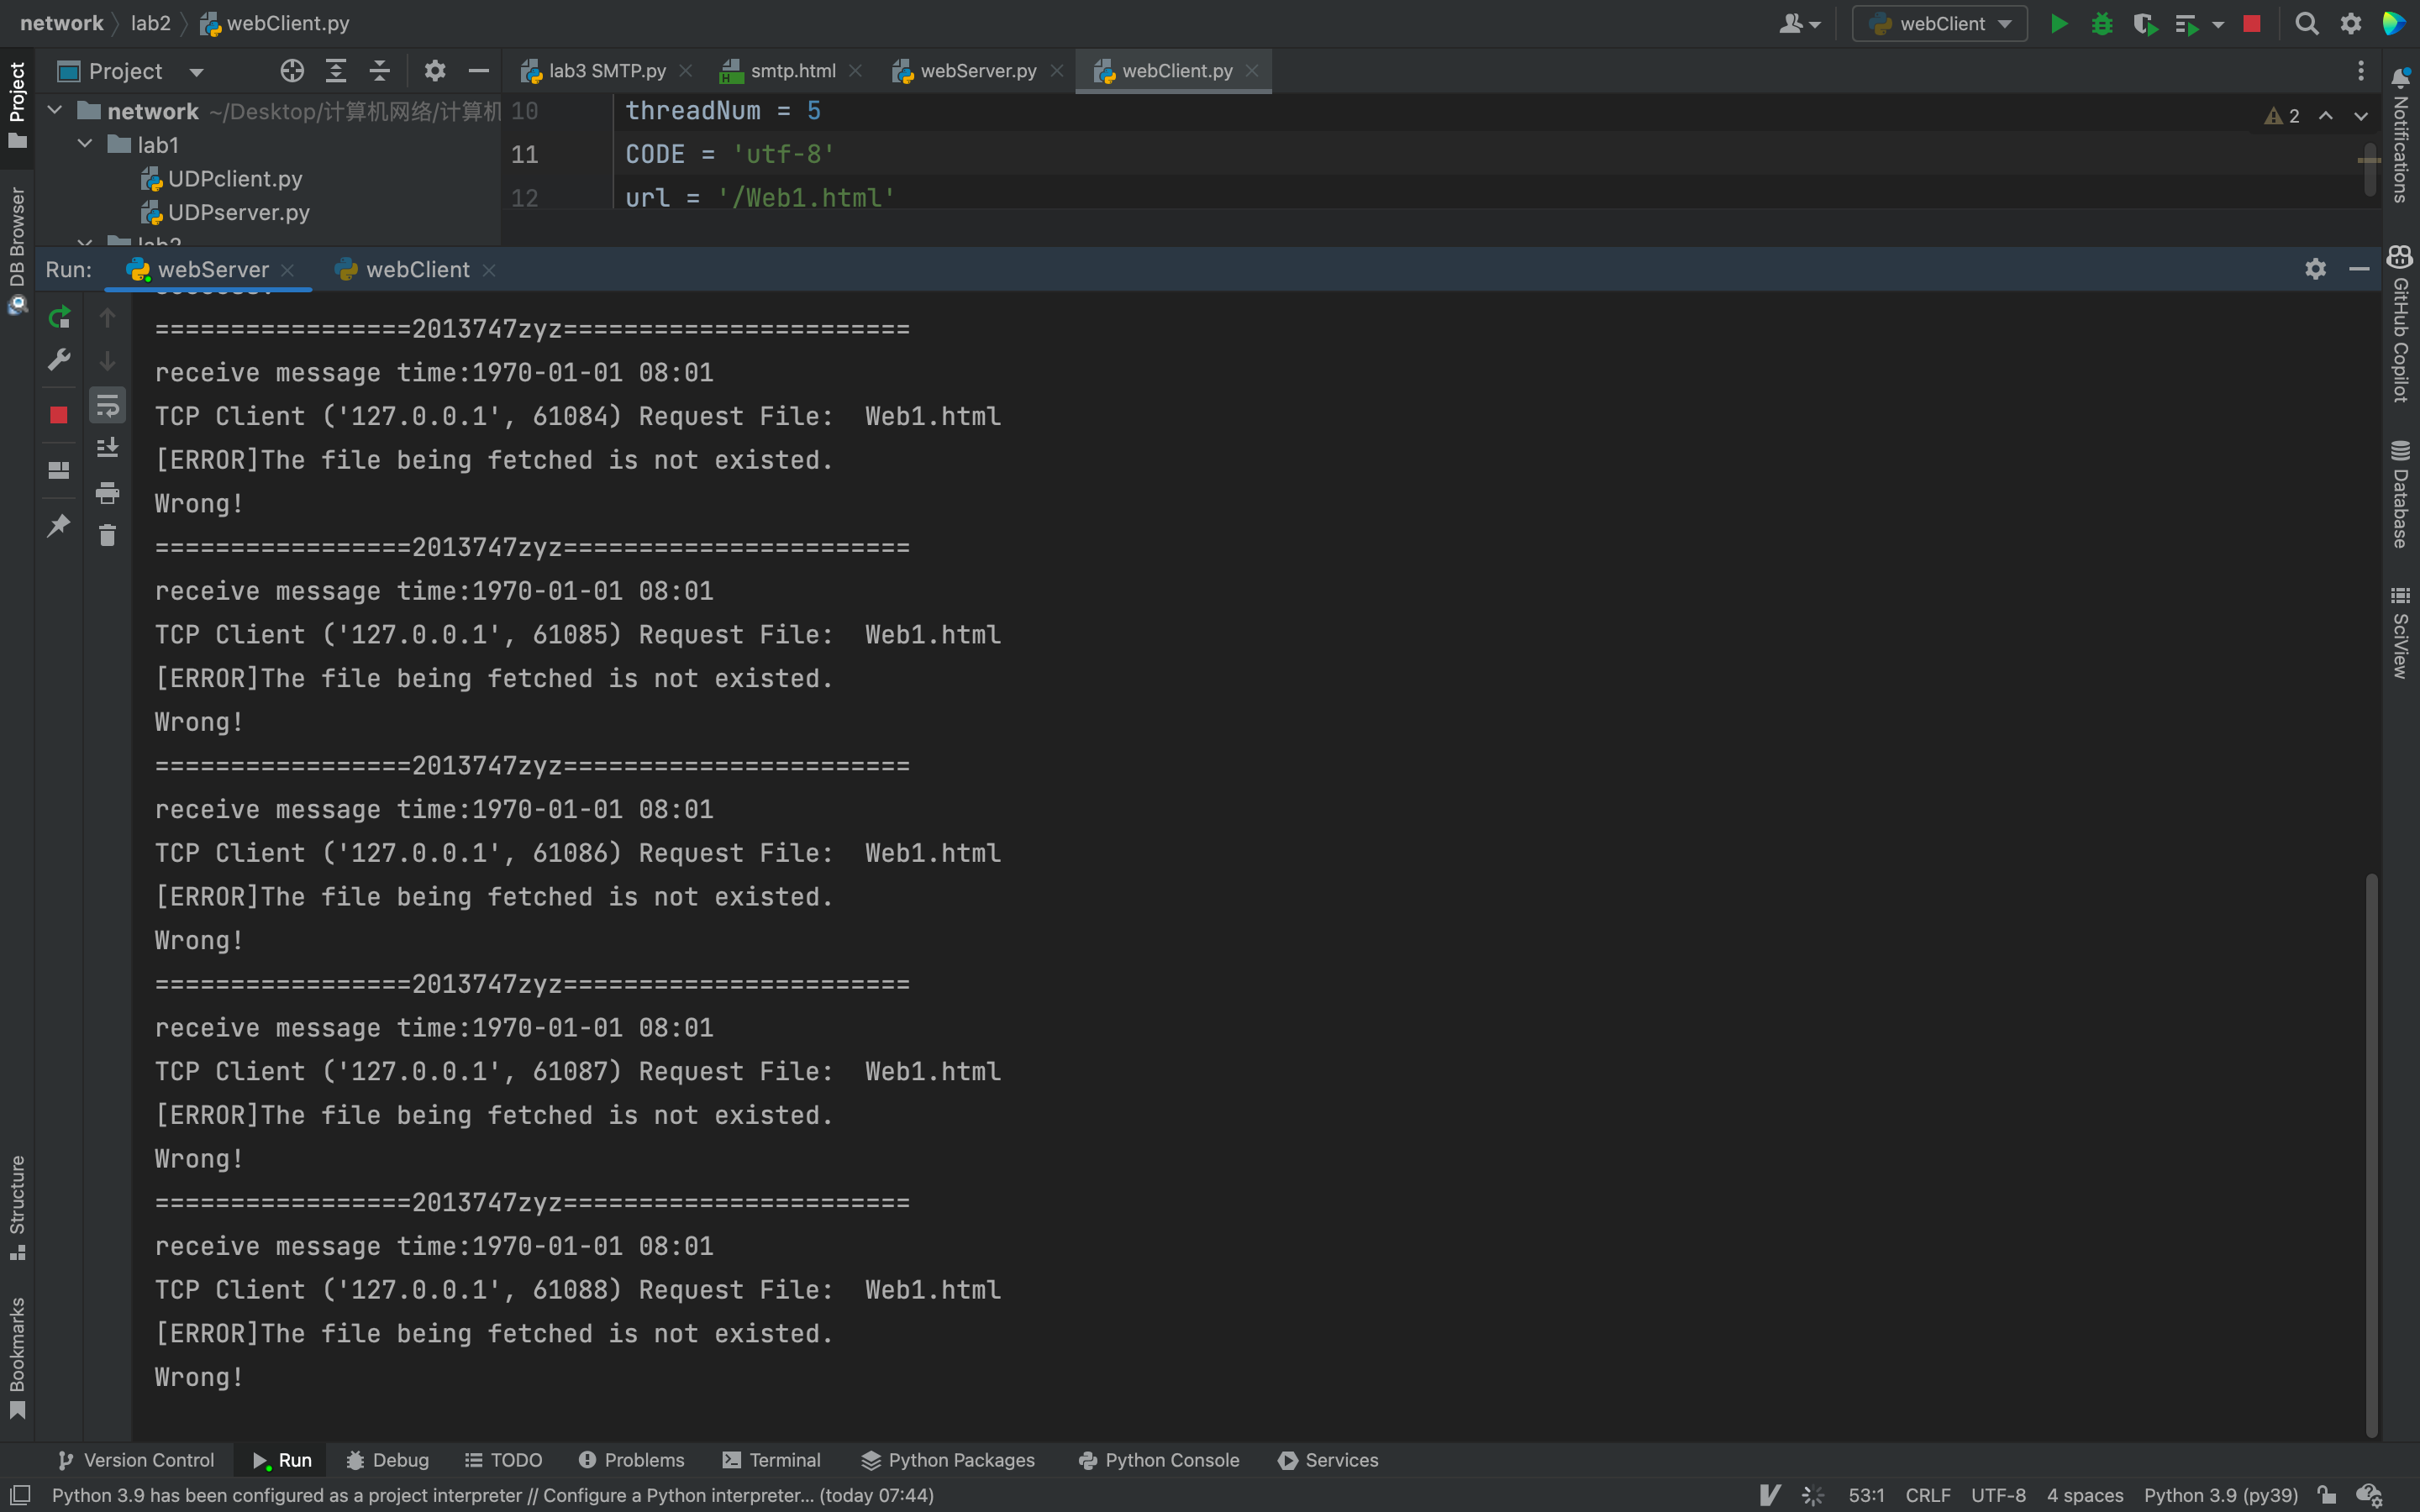 network lab2 webClient.py webClient
Project lab3 SMTP.py smtp.html webServer.py webClient.py
network ~/Desktop/计算机网络/计算机
lab1
UDPclient.py
UDPserver.py
lab2
10 threadNum = 5
11 CODE = 'utf-8'
12 url = '/Web1.html'
2
Run: webServer webClient
=================2013747zyz=======================
receive message time:1970-01-01 08:01
TCP Client ('127.0.0.1', 61084) Request File:  Web1.html
[ERROR]The file being fetched is not existed.
Wrong!
=================2013747zyz=======================
receive message time:1970-01-01 08:01
TCP Client ('127.0.0.1', 61085) Request File:  Web1.html
[ERROR]The file being fetched is not existed.
Wrong!
=================2013747zyz=======================
receive message time:1970-01-01 08:01
TCP Client ('127.0.0.1', 61086) Request File:  Web1.html
[ERROR]The file being fetched is not existed.
Wrong!
=================2013747zyz=======================
receive message time:1970-01-01 08:01
TCP Client ('127.0.0.1', 61087) Request File:  Web1.html
[ERROR]The file being fetched is not existed.
Wrong!
=================2013747zyz=======================
receive message time:1970-01-01 08:01
TCP Client ('127.0.0.1', 61088) Request File:  Web1.html
[ERROR]The file being fetched is not existed.
Wrong!
Project
DB Browser
Structure
Bookmarks
Notifications
GitHub Copilot
Database
SciView
Version Control Run Debug TODO Problems Terminal Python Packages Python Console Services
Python 3.9 has been configured as a project interpreter // Configure a Python interpreter... (today 07:44) 53:1 CRLF UTF-8 4 spaces Python 3.9 (py39)